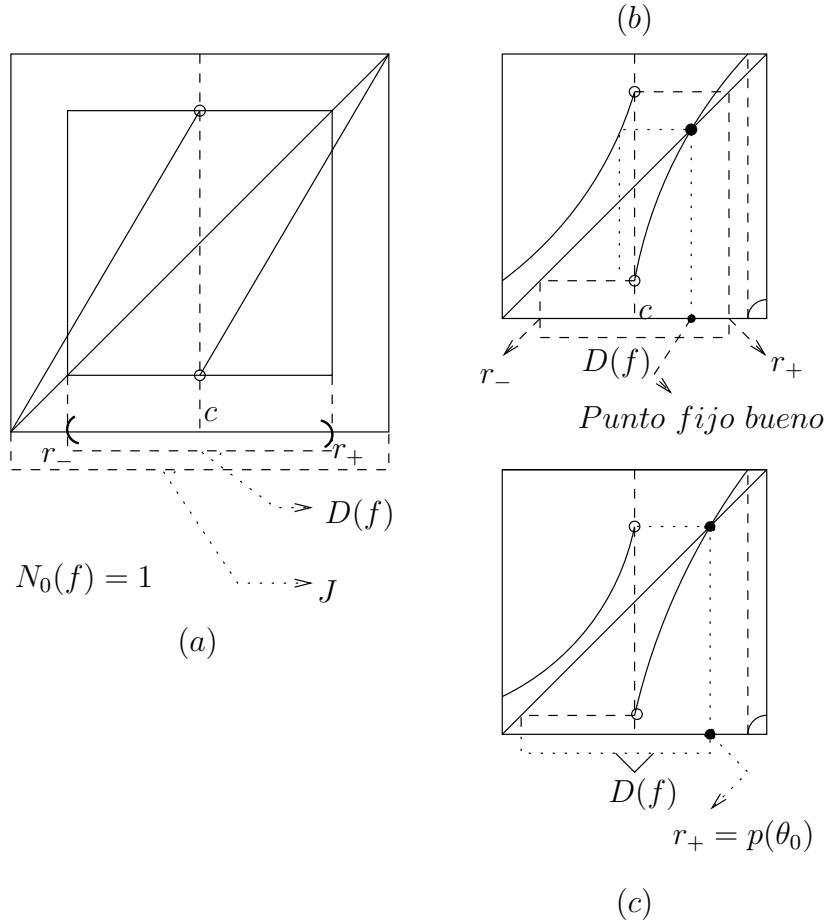 c
r_-
r_+
D(f)
N_0(f) = 1
J
(a)
(b)
c
r_-
D(f)
r_+
Punto fijo bueno
D(f)
r_+ = p(θ_0)
(c)